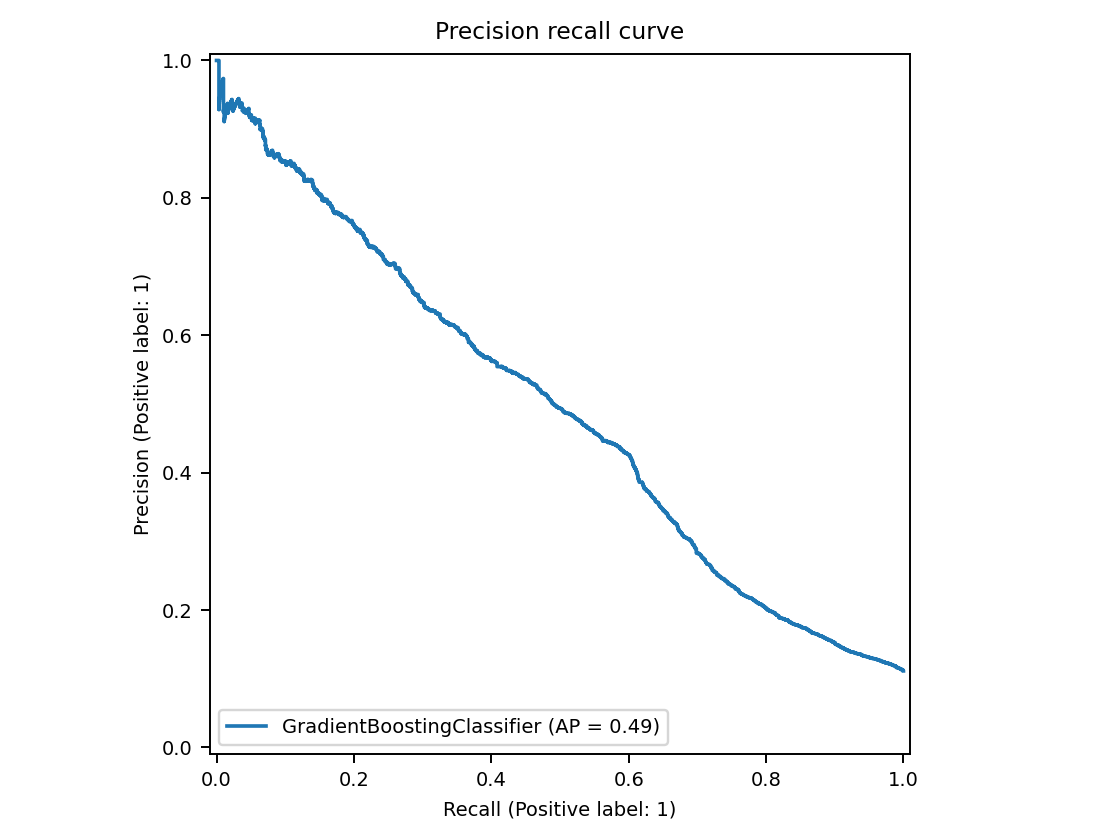 Precision recall curve
1.0
0.8
0.6
0.4
0.2
0.0
Precision (Positive label: 1)
GradientBoostingClassifier (AP = 0.49)
0.0 0.2 0.4 0.6 0.8 1.0
Recall (Positive label: 1)